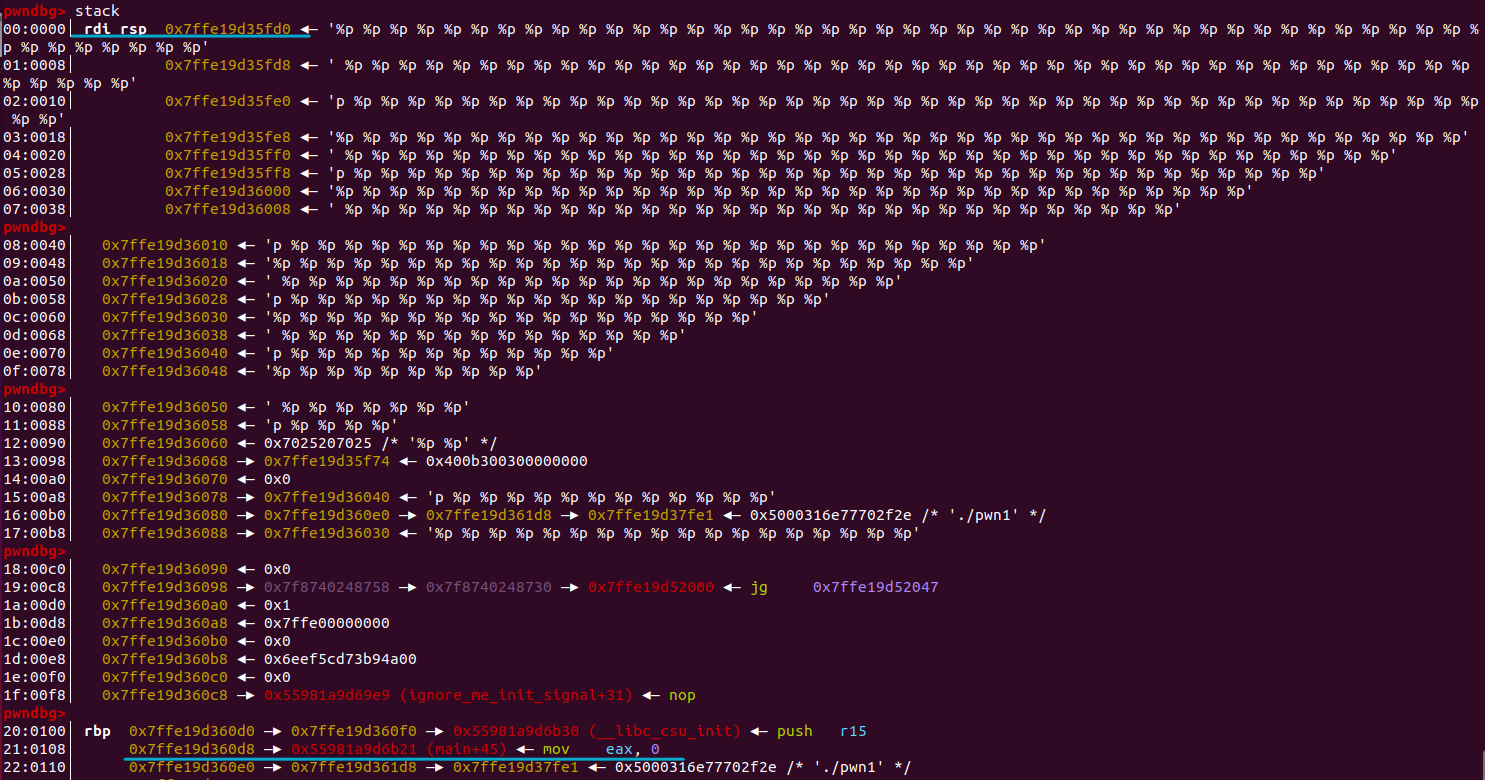 pwndbg> stack
00:0000│ rdi rsp 0x7ffe19d35fd0 ◂— '%p %p %p %p %p %p %p %p %p %p %p %p %p %p %p %p %p %p %p %p %p %p %p %p %p %p %p %p %p %p %p %p %p %p %p %p %p %p %p %p %p %p %
p %p %p %p %p %p %p %p'
01:0008│ 0x7ffe19d35fd8 ◂— ' %p %p %p %p %p %p %p %p %p %p %p %p %p %p %p %p %p %p %p %p %p %p %p %p %p %p %p %p %p %p %p %p %p %p %p %p %p %p %p %p %p %p
%p %p %p %p %p'
02:0010│ 0x7ffe19d35fe0 ◂— 'p %p %p %p %p %p %p %p %p %p %p %p %p %p %p %p %p %p %p %p %p %p %p %p %p %p %p %p %p %p %p %p %p %p %p %p %p %p %p %p %p %p %p
 %p %p'
03:0018│ 0x7ffe19d35fe8 ◂— '%p %p %p %p %p %p %p %p %p %p %p %p %p %p %p %p %p %p %p %p %p %p %p %p %p %p %p %p %p %p %p %p %p %p %p %p %p %p %p %p %p %p'
04:0020│ 0x7ffe19d35ff0 ◂— ' %p %p %p %p %p %p %p %p %p %p %p %p %p %p %p %p %p %p %p %p %p %p %p %p %p %p %p %p %p %p %p %p %p %p %p %p %p %p %p'
05:0028│ 0x7ffe19d35ff8 ◂— 'p %p %p %p %p %p %p %p %p %p %p %p %p %p %p %p %p %p %p %p %p %p %p %p %p %p %p %p %p %p %p %p %p %p %p %p %p'
06:0030│ 0x7ffe19d36000 ◂— '%p %p %p %p %p %p %p %p %p %p %p %p %p %p %p %p %p %p %p %p %p %p %p %p %p %p %p %p %p %p %p %p %p %p'
07:0038│ 0x7ffe19d36008 ◂— ' %p %p %p %p %p %p %p %p %p %p %p %p %p %p %p %p %p %p %p %p %p %p %p %p %p %p %p %p %p %p %p'
pwndbg>
08:0040│ 0x7ffe19d36010 ◂— 'p %p %p %p %p %p %p %p %p %p %p %p %p %p %p %p %p %p %p %p %p %p %p %p %p %p %p %p %p'
09:0048│ 0x7ffe19d36018 ◂— '%p %p %p %p %p %p %p %p %p %p %p %p %p %p %p %p %p %p %p %p %p %p %p %p %p %p'
0a:0050│ 0x7ffe19d36020 ◂— ' %p %p %p %p %p %p %p %p %p %p %p %p %p %p %p %p %p %p %p %p %p %p %p'
0b:0058│ 0x7ffe19d36028 ◂— 'p %p %p %p %p %p %p %p %p %p %p %p %p %p %p %p %p %p %p %p %p'
0c:0060│ 0x7ffe19d36030 ◂— '%p %p %p %p %p %p %p %p %p %p %p %p %p %p %p %p %p %p'
0d:0068│ 0x7ffe19d36038 ◂— ' %p %p %p %p %p %p %p %p %p %p %p %p %p %p %p'
0e:0070│ 0x7ffe19d36040 ◂— 'p %p %p %p %p %p %p %p %p %p %p %p %p'
0f:0078│ 0x7ffe19d36048 ◂— '%p %p %p %p %p %p %p %p %p %p'
pwndbg>
10:0080│ 0x7ffe19d36050 ◂— ' %p %p %p %p %p %p %p'
11:0088│ 0x7ffe19d36058 ◂— 'p %p %p %p %p'
12:0090│ 0x7ffe19d36060 ◂— 0x7025207025 /* '%p %p' */
13:0098│ 0x7ffe19d36068 —▸ 0x7ffe19d35f74 ◂— 0x400b300300000000
14:00a0│ 0x7ffe19d36070 ◂— 0x0
15:00a8│ 0x7ffe19d36078 —▸ 0x7ffe19d36040 ◂— 'p %p %p %p %p %p %p %p %p %p %p %p %p'
16:00b0│ 0x7ffe19d36080 —▸ 0x7ffe19d360e0 —▸ 0x7ffe19d361d8 —▸ 0x7ffe19d37fe1 ◂— 0x5000316e77702f2e /* './pwn1' */
17:00b8│ 0x7ffe19d36088 —▸ 0x7ffe19d36030 ◂— '%p %p %p %p %p %p %p %p %p %p %p %p %p %p %p %p %p %p'
pwndbg>
18:00c0│ 0x7ffe19d36090 ◂— 0x0
19:00c8│ 0x7ffe19d36098 —▸ 0x7f8740248758 —▸ 0x7f8740248730 —▸ 0x7ffe19d52000 ◂— jg 0x7ffe19d52047
1a:00d0│ 0x7ffe19d360a0 ◂— 0x1
1b:00d8│ 0x7ffe19d360a8 ◂— 0x7ffe00000000
1c:00e0│ 0x7ffe19d360b0 ◂— 0x0
1d:00e8│ 0x7ffe19d360b8 ◂— 0x6eef5cd73b94a00
1e:00f0│ 0x7ffe19d360c0 ◂— 0x0
1f:00f8│ 0x7ffe19d360c8 —▸ 0x55981a9d69e9 (ignore_me_init_signal+31) ◂— nop
pwndbg>
20:0100│ rbp 0x7ffe19d360d0 —▸ 0x7ffe19d360f0 —▸ 0x55981a9d6b30 (__libc_csu_init) ◂— push r15
21:0108│ 0x7ffe19d360d8 —▸ 0x55981a9d6b21 (main+45) ◂— mov eax, 0
22:0110│ 0x7ffe19d360e0 —▸ 0x7ffe19d361d8 —▸ 0x7ffe19d37fe1 ◂— 0x5000316e77702f2e /* './pwn1' */